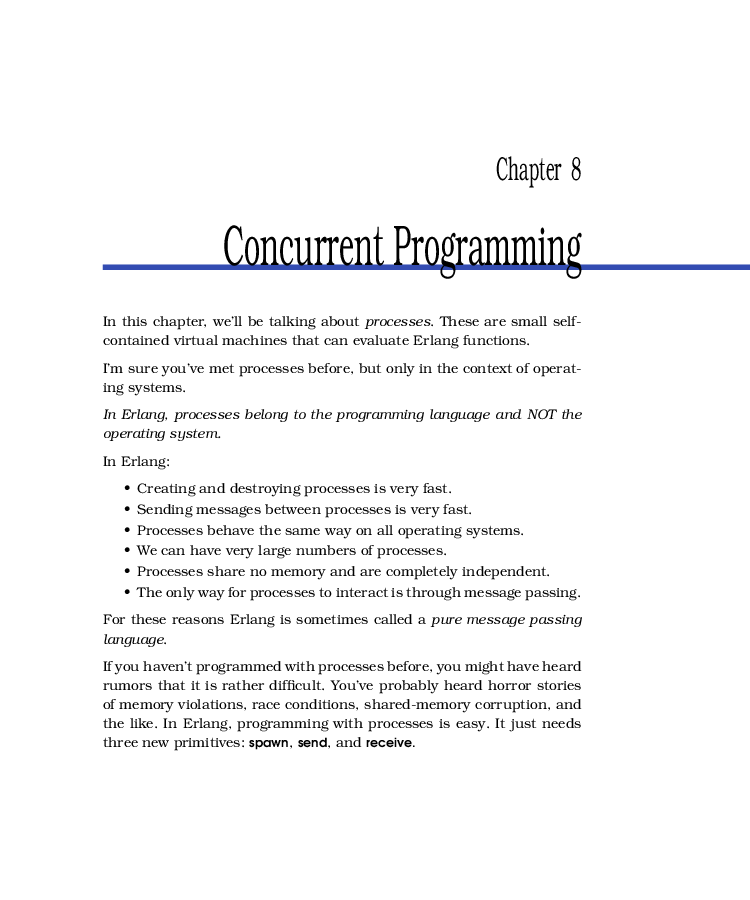 Chapter 8
Concurrent Programming
In this chapter, we'll be talking about processes. These are small self-
contained virtual machines that can evaluate Erlang functions.
I'm sure you've met processes before, but only in the context of operat-
ing systems.
In Erlang, processes belong to the programming language and NOT the
operating system.
In Erlang:
• Creating and destroying processes is very fast.
• Sending messages between processes is very fast.
• Processes behave the same way on all operating systems.
• We can have very large numbers of processes.
• Processes share no memory and are completely independent.
• The only way for processes to interact is through message passing.
For these reasons Erlang is sometimes called a pure message passing
language.
If you haven't programmed with processes before, you might have heard
rumors that it is rather difficult. You've probably heard horror stories
of memory violations, race conditions, shared-memory corruption, and
the like. In Erlang, programming with processes is easy. It just needs
three new primitives: spawn, send, and receive.